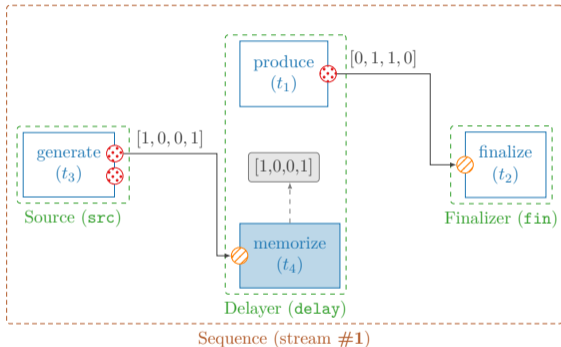 produce
(t₁)
[0, 1, 1, 0]
generate
(t₃)
[1, 0, 0, 1]
[1,0,0,1]
finalize
(t₂)
Source (src)
Finalizer (fin)
memorize
(t₄)
Delayer (delay)
Sequence (stream #1)